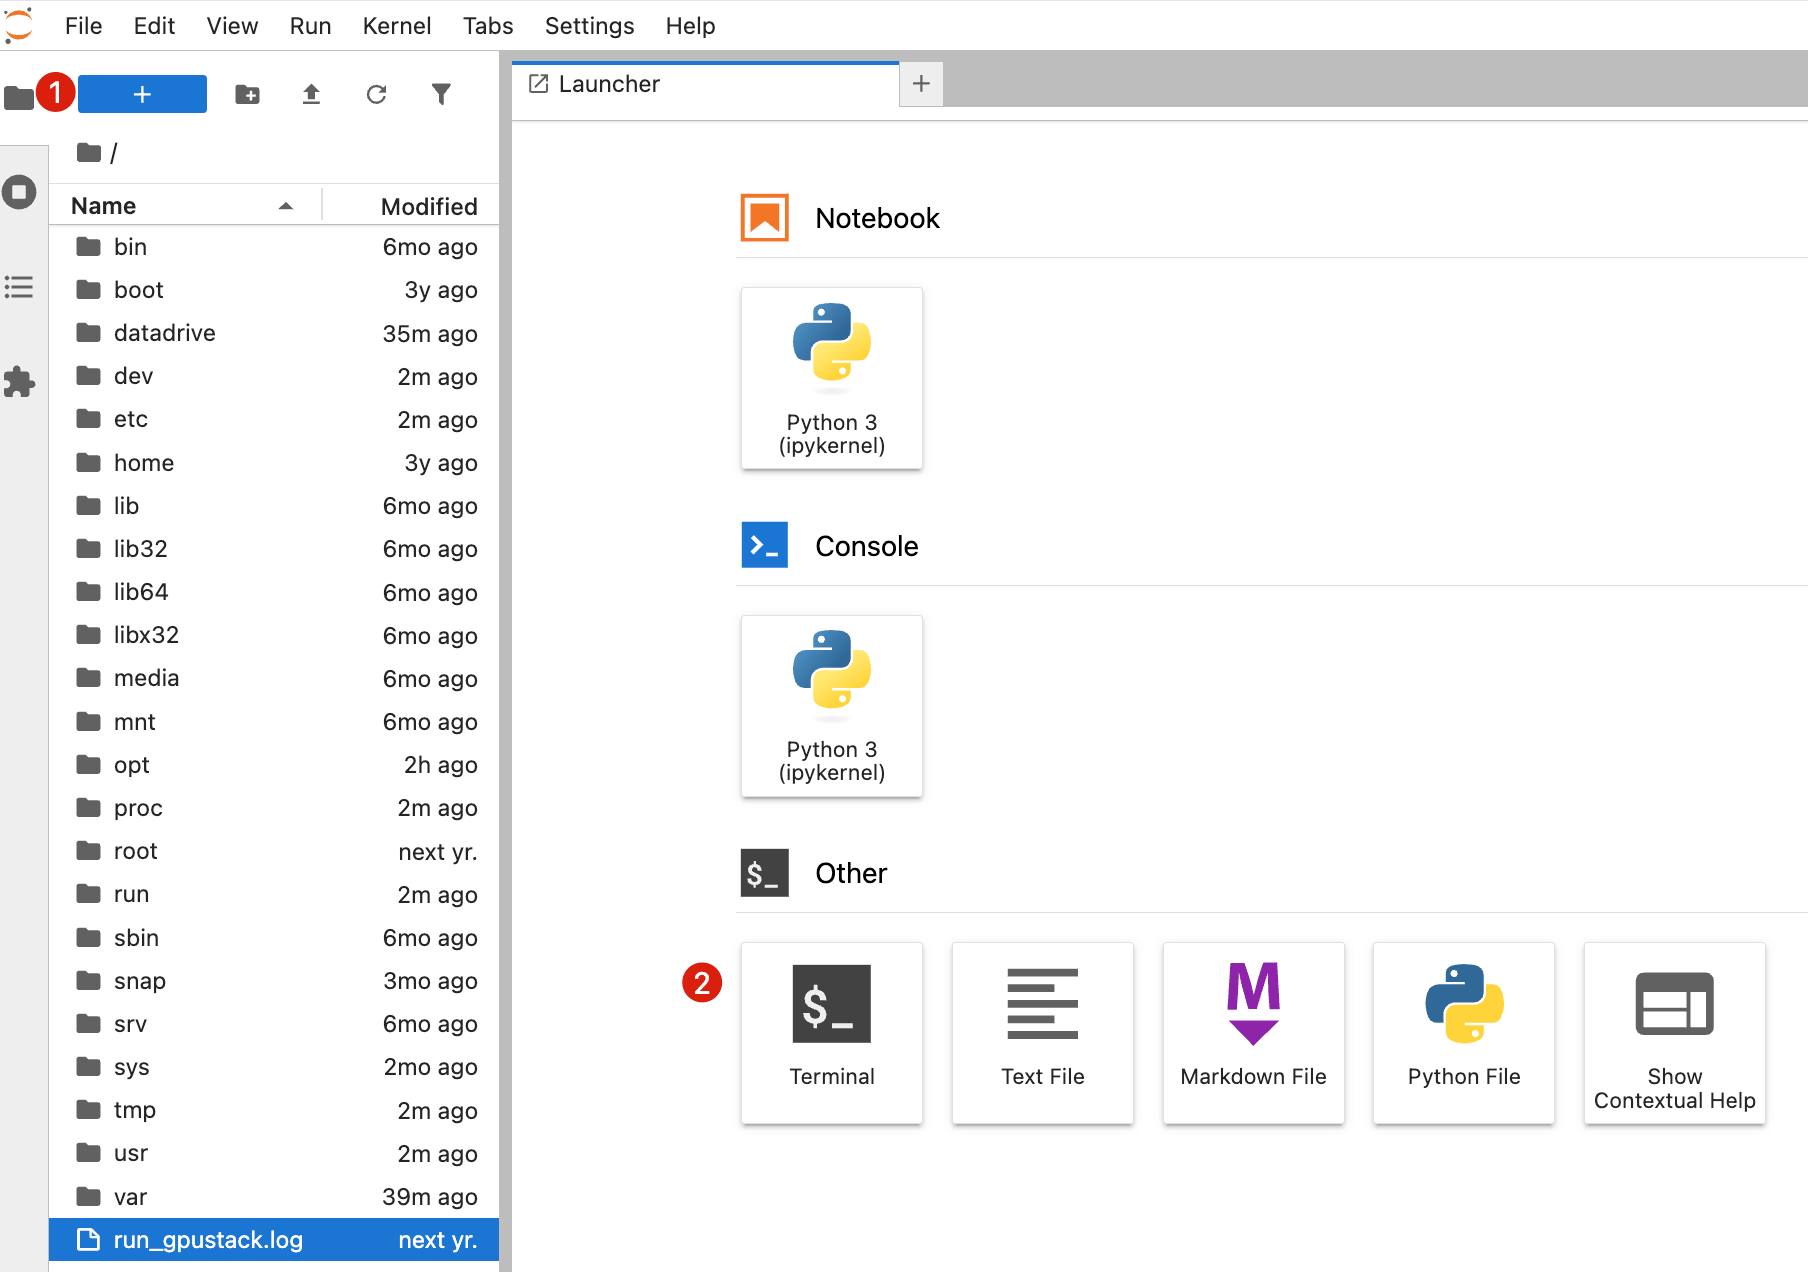 File Edit View Run Kernel Tabs Settings Help
1
+
Launcher
+
/
Name Modified
bin 6mo ago
boot 3y ago
datadrive 35m ago
dev 2m ago
etc 2m ago
home 3y ago
lib 6mo ago
lib32 6mo ago
lib64 6mo ago
libx32 6mo ago
media 6mo ago
mnt 6mo ago
opt 2h ago
proc 2m ago
root next yr.
run 2m ago
sbin 6mo ago
snap 3mo ago
srv 6mo ago
sys 2mo ago
tmp 2m ago
usr 2m ago
var 39m ago
run_gpustack.log next yr.
Notebook
Python 3
(ipykernel)
>_ Console
Python 3
(ipykernel)
$_ Other
2
$_
M
Terminal
Text File
Markdown File
Python File
Show
Contextual Help